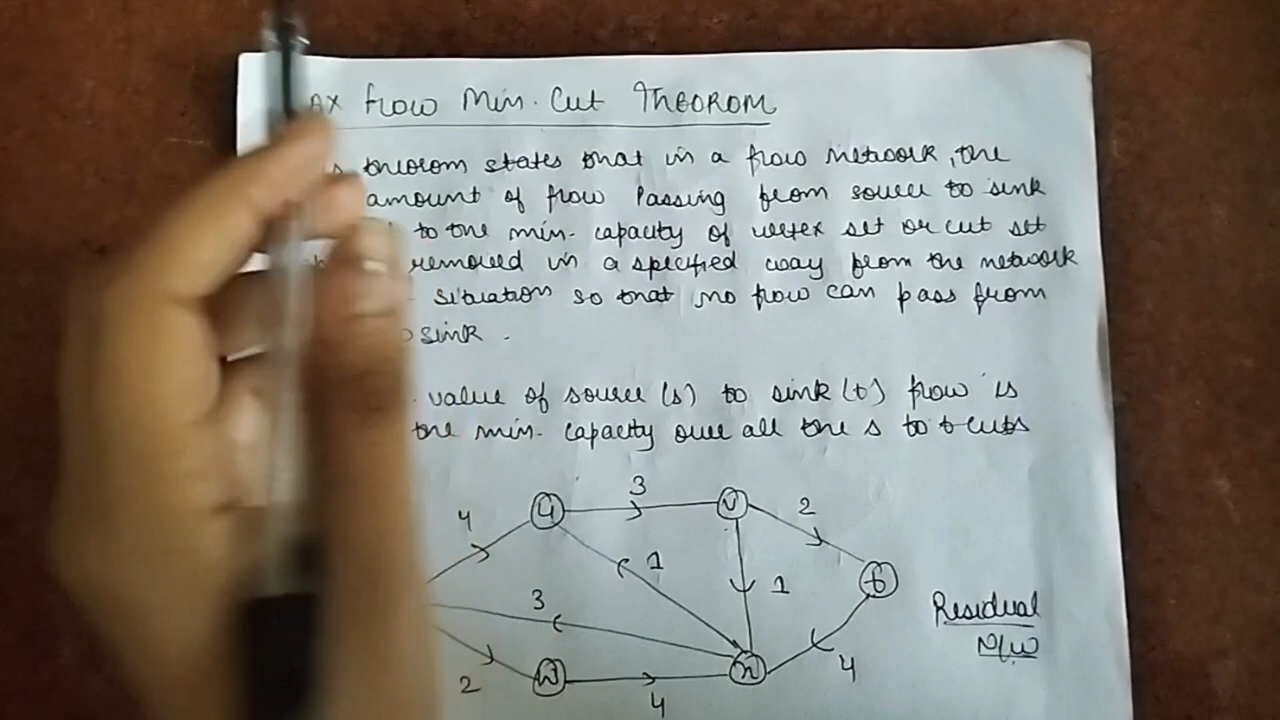 AX flow Min. Cut THEOROM
theorom states that in a flow network, the
amount of flow Passing from source to sink
to the min. capacity of vertex set or cut set
removed in a specified way from the network
situation so that no flow can pass from
sink.
value of source (s) to sink (t) flow is
the min. capacity over all the s to t cuts
3
4 u v 2
1
3 1 t
Residual
N/W
2 w 4 x 4